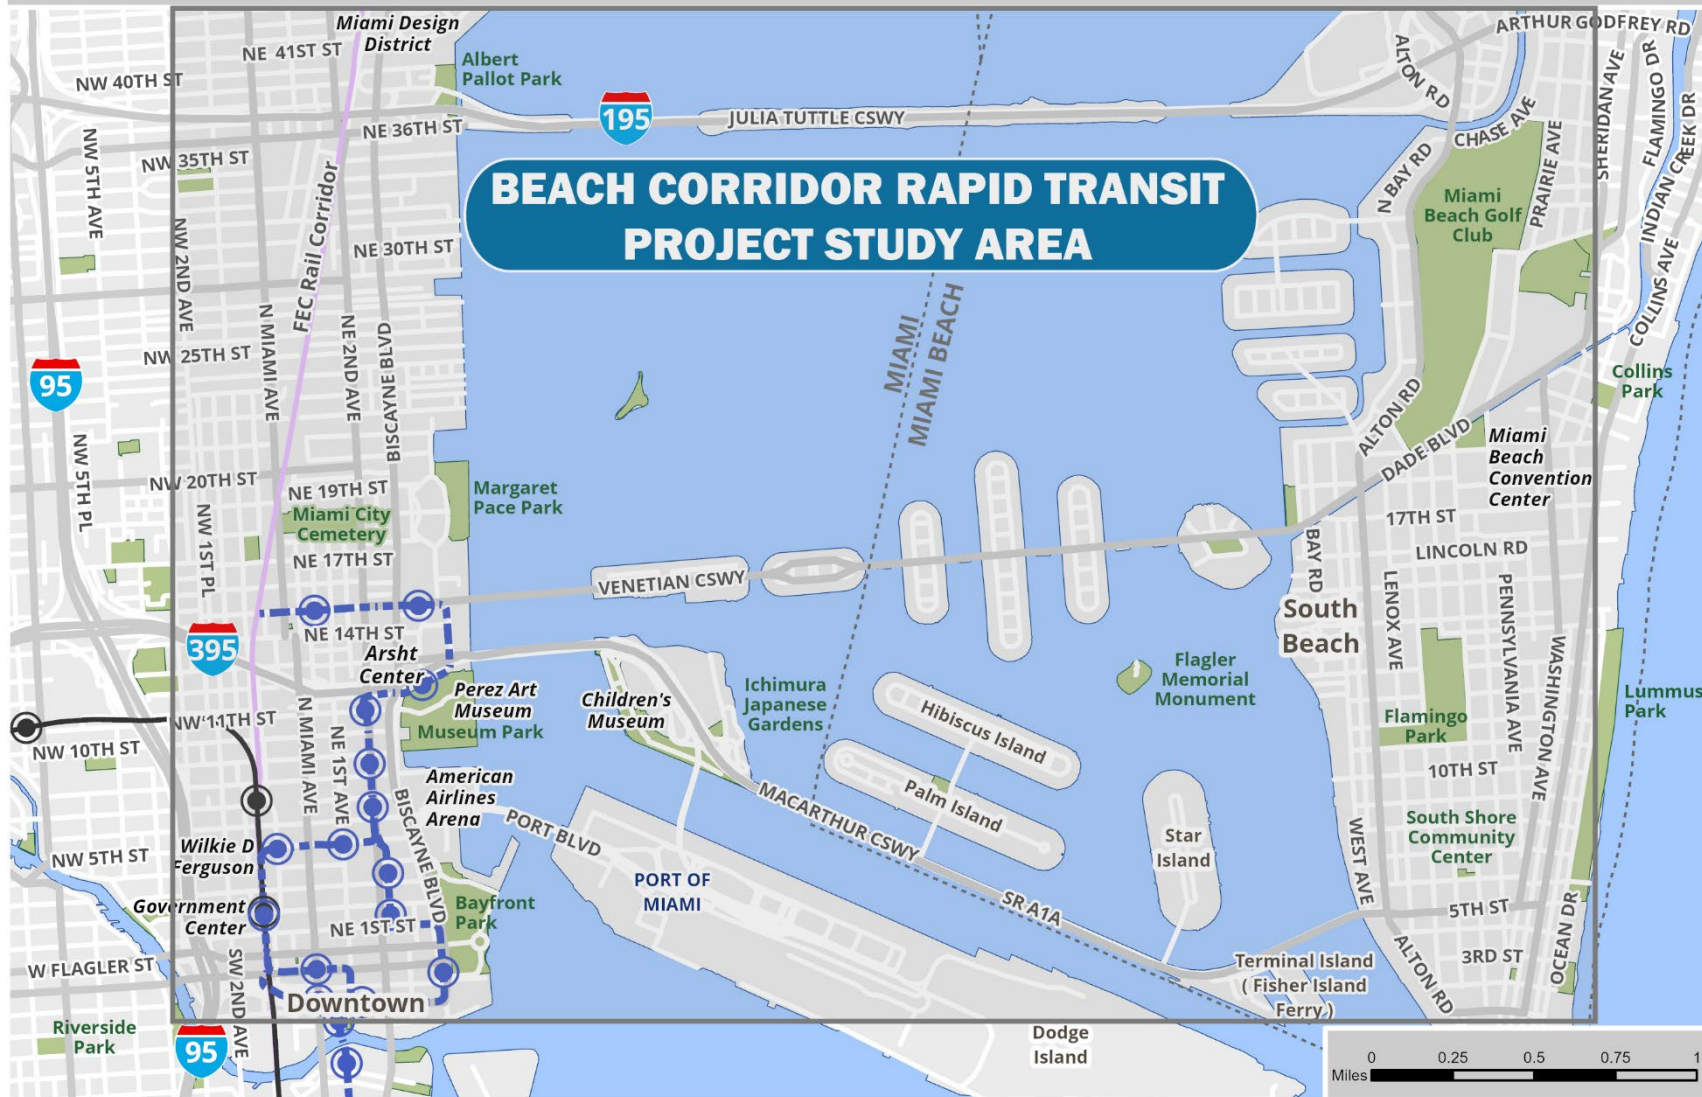 Miami Design
District
ARTHUR GODFREY RD
NE 41ST ST
NW 40TH ST
Albert
Pallot Park
ALTON RD
SHERIDAN AVE
FLAMINGO DR
INDIAN CREEK DR
195
JULIA TUTTLE CSWY
NE 36TH ST
CHASE AVE
PRAIRIE AVE
NW 35TH ST
NW 5TH AVE
N BAY RD
BEACH CORRIDOR RAPID TRANSIT
PROJECT STUDY AREA
Miami
Beach Golf
Club
FEC Rail Corridor
NE 30TH ST
NW 2ND AVE
N MIAMI AVE
NE 2ND AVE
BISCAYNE BLVD
MIAMI
MIAMI BEACH
COLLINS AVE
NW 25TH ST
95
Collins
Park
ALTON RD
DADE BLVD
Miami
Beach
Convention
Center
NW 5TH PL
NW 20TH ST
NE 19TH ST
Miami City
Cemetery
Margaret
Pace Park
17TH ST
NW 1ST PL
NE 17TH ST
LINCOLN RD
BAY RD
VENETIAN CSWY
LENOX AVE
PENNSYLVANIA AVE
South
Beach
395
NE 14TH ST
Arsht
Center
WASHINGTON AVE
Flagler
Memorial
Monument
Perez Art
Museum
Museum Park
Children's
Museum
Ichimura
Japanese
Gardens
Lummus
Park
Hibiscus Island
Flamingo
Park
NW 11TH ST
NW 10TH ST
N MIAMI AVE
NE 1ST AVE
10TH ST
American
Airlines
Arena
BISCAYNE BLVD
PORT BLVD
MACARTHUR CSWY
Palm Island
Star
Island
WEST AVE
South Shore
Community
Center
Wilkie D
Ferguson
NW 5TH ST
PORT OF
MIAMI
Government
Center
Bayfront
Park
NE 1ST ST
SR A1A
5TH ST
OCEAN DR
W FLAGLER ST
SW 2ND AVE
Downtown
Terminal Island
( Fisher Island
Ferry )
ALTON RD
3RD ST
Riverside
Park
95
Dodge
Island
0 0.25 0.5 0.75 1
Miles